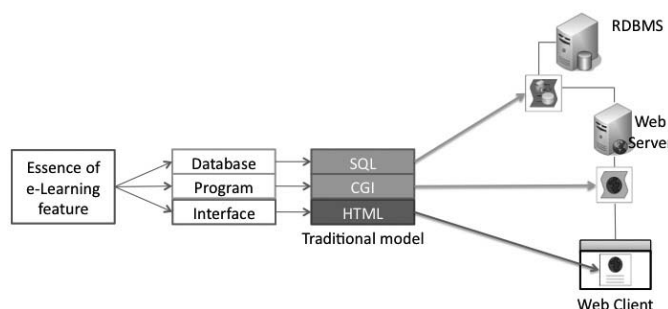 RDBMS
Web
Server
Essence of
e-Learning
feature
Database
Program
Interface
SQL
CGI
HTML
Traditional model
Web Client